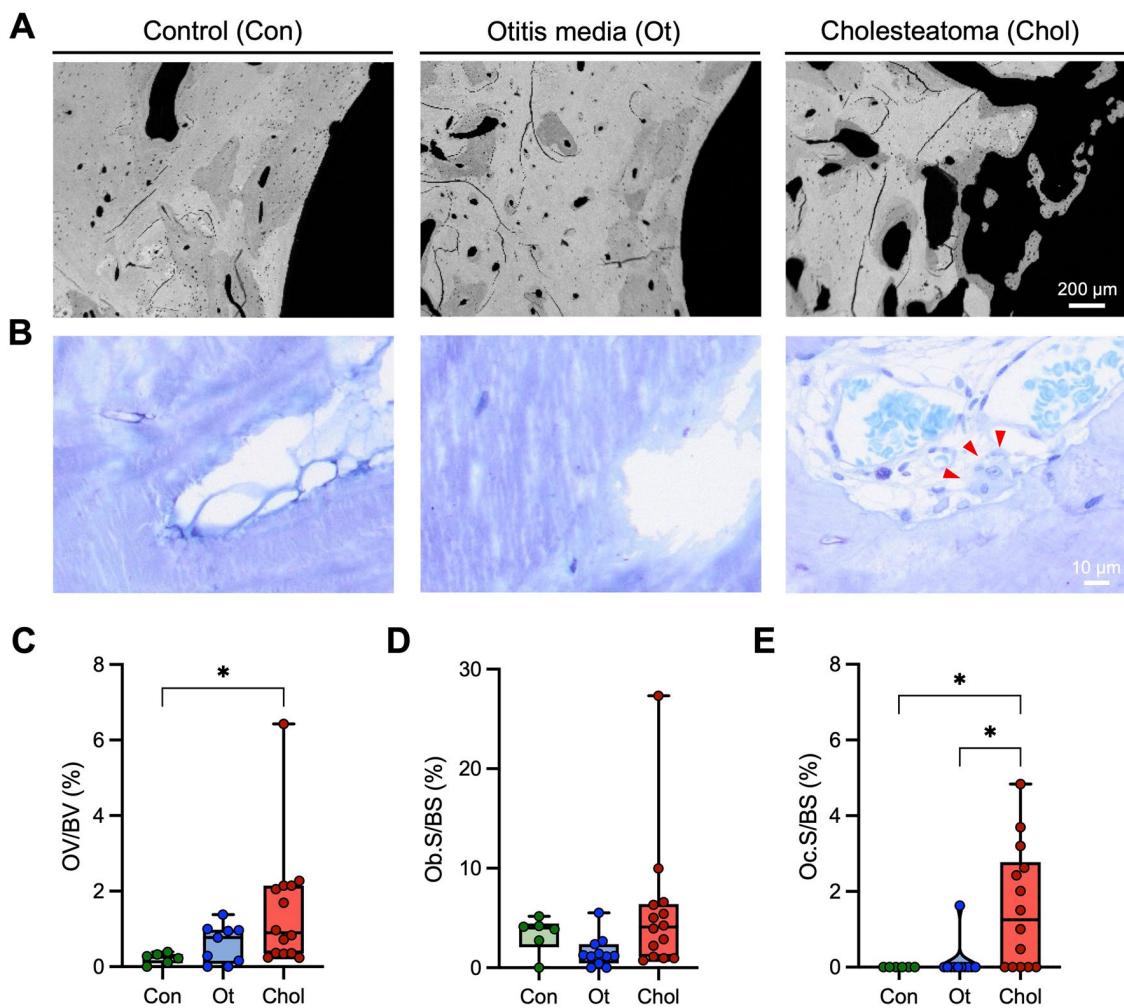 A
Control (Con)
Otitis media (Ot)
Cholesteatoma (Chol)
200 µm
B
10 µm
C
8
6
4
2
0
OV/BV (%)
*
Con
Ot
Chol
D
30
20
10
0
Ob.S/BS (%)
Con
Ot
Chol
E
8
6
4
2
0
Oc.S/BS (%)
*
*
Con
Ot
Chol